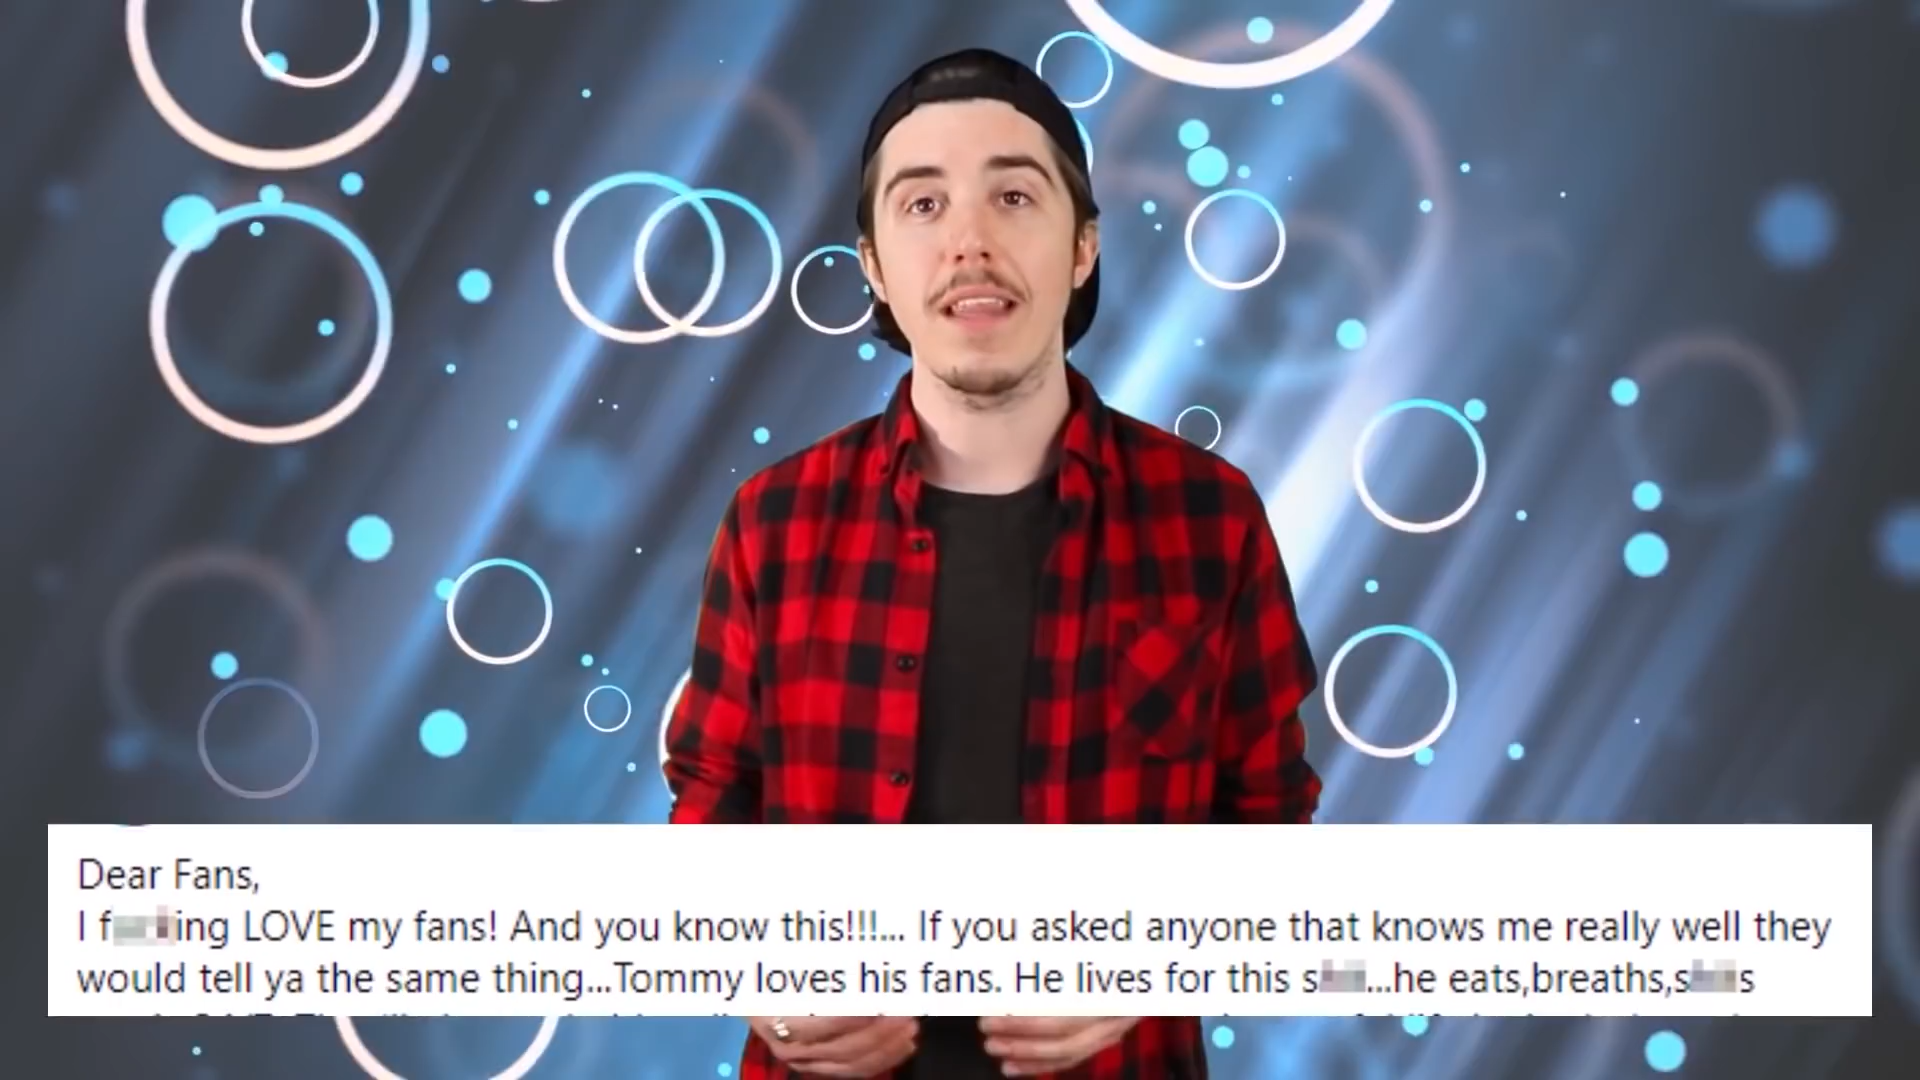 Dear Fans,
I f ing LOVE my fans! And you know this!!!... If you asked anyone that knows me really well they
would tell ya the same thing...Tommy loves his fans. He lives for this s ...he eats,breaths,s s